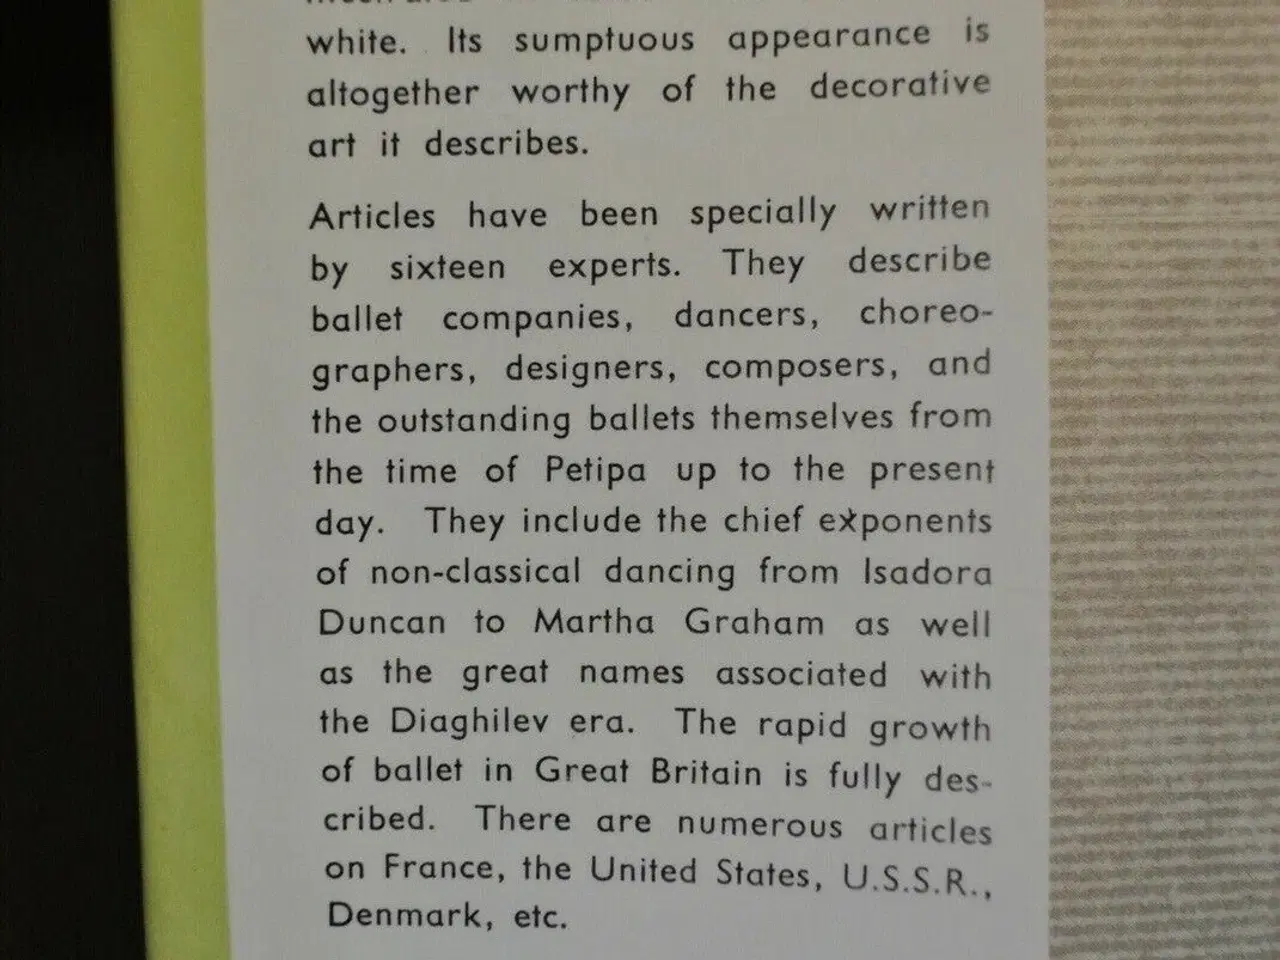 white. Its sumptuous appearance is
altogether worthy of the decorative
art it describes.
Articles have been specially written
by sixteen experts. They describe
ballet companies, dancers, choreo-
graphers, designers, composers, and
the outstanding ballets themselves from
the time of Petipa up to the present
day. They include the chief exponents
of non-classical dancing from Isadora
Duncan to Martha Graham as well
as the great names associated with
the Diaghilev era. The rapid growth
of ballet in Great Britain is fully des-
cribed. There are numerous articles
on France, the United States, U.S.S.R.,
Denmark, etc.